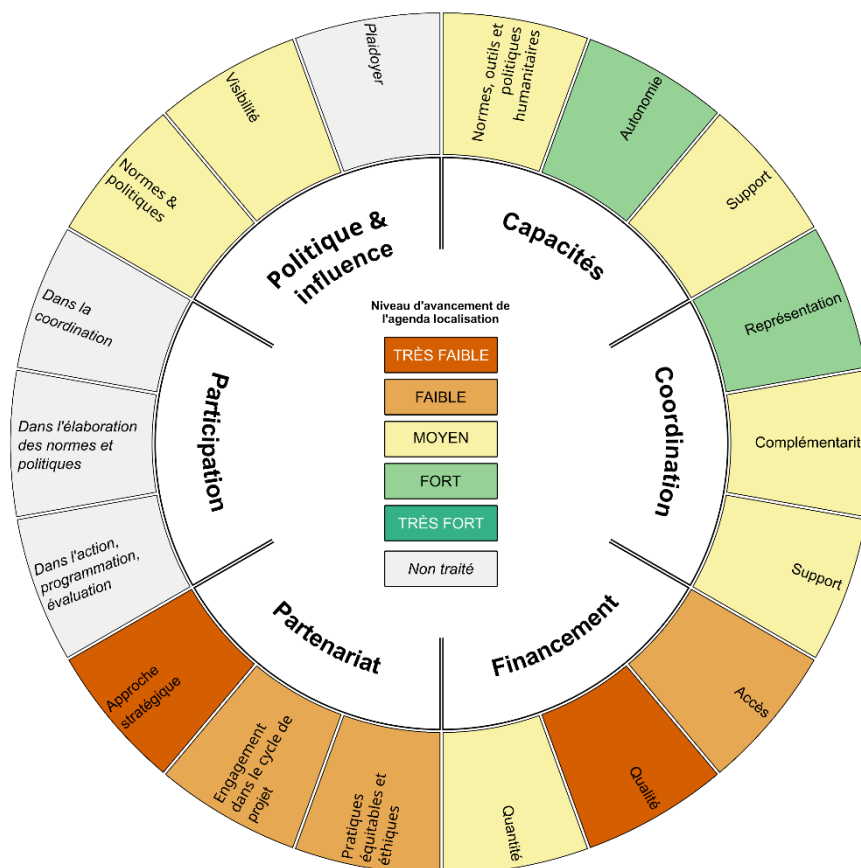 Plaidoyer
Normes, outils et
politiques
humanitaires
Autonomie
Support
Représentation
Complémentarit
Support
Accès
Qualité
Quantité
Pratiques
équitables et
éthiques
Engagement
dans le cycle de
projet
Approche
stratégique
Dans l'action,
programmation,
évaluation
Dans l'élaboration
des normes et
politiques
Dans la
coordination
Normes &
politiques
Visibilité
Politique &
influence
Capacités
Coordination
Financement
Partenariat
Participation
Niveau d'avancement de
l'agenda localisation
TRÈS FAIBLE
FAIBLE
MOYEN
FORT
TRÈS FORT
Non traité